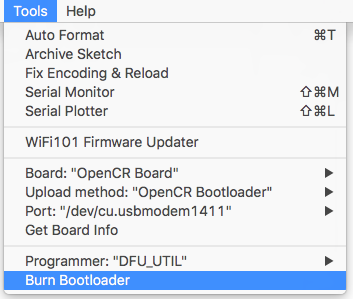 Tools Help
Auto Format ⌘T
Archive Sketch
Fix Encoding & Reload
Serial Monitor ⇧⌘M
Serial Plotter ⇧⌘L
WiFi101 Firmware Updater
Board: "OpenCR Board" ▶
Upload method: "OpenCR Bootloader" ▶
Port: "/dev/cu.usbmodem1411" ▶
Get Board Info
Programmer: "DFU_UTIL" ▶
Burn Bootloader